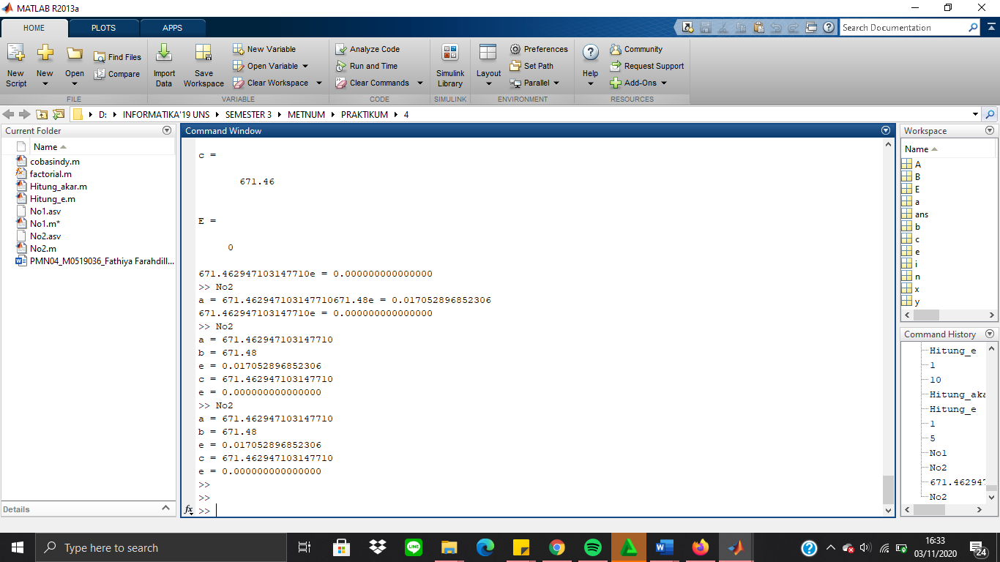 MATLAB R2013a
HOME PLOTS APPS
Search Documentation
New Script
New
Open
Find Files
Compare
Import Data
Save Workspace
New Variable
Open Variable
Clear Workspace
Analyze Code
Run and Time
Clear Commands
Simulink Library
Layout
Preferences
Set Path
Parallel
Help
Community
Request Support
Add-Ons
FILE VARIABLE CODE SIMULINK ENVIRONMENT RESOURCES
D: INFORMATIKA'19 UNS SEMESTER 3 METNUM PRAKTIKUM 4
Current Folder
Name
cobasindy.m
factorial.m
Hitung_akar.m
Hitung_e.m
No1.asv
No1.m*
No2.asv
No2.m
PMN04_M0519036_Fathiya Farahdill...
Details
Command Window
c =
671.46
E =
0
671.462947103147710e = 0.000000000000000
>> No2
a = 671.462947103147710671.48e = 0.017052896852306
671.462947103147710e = 0.000000000000000
>> No2
a = 671.462947103147710
b = 671.48
e = 0.017052896852306
c = 671.462947103147710
e = 0.000000000000000
>> No2
a = 671.462947103147710
b = 671.48
e = 0.017052896852306
c = 671.462947103147710
e = 0.000000000000000
>>
>>
fx >>
Workspace
Name
A
B
E
a
ans
b
c
e
i
n
x
y
Command History
Hitung_e
1
10
Hitung_aka
Hitung_e
1
5
No1
No2
671.46294
No2
Type here to search
LINE
16:33
03/11/2020
24